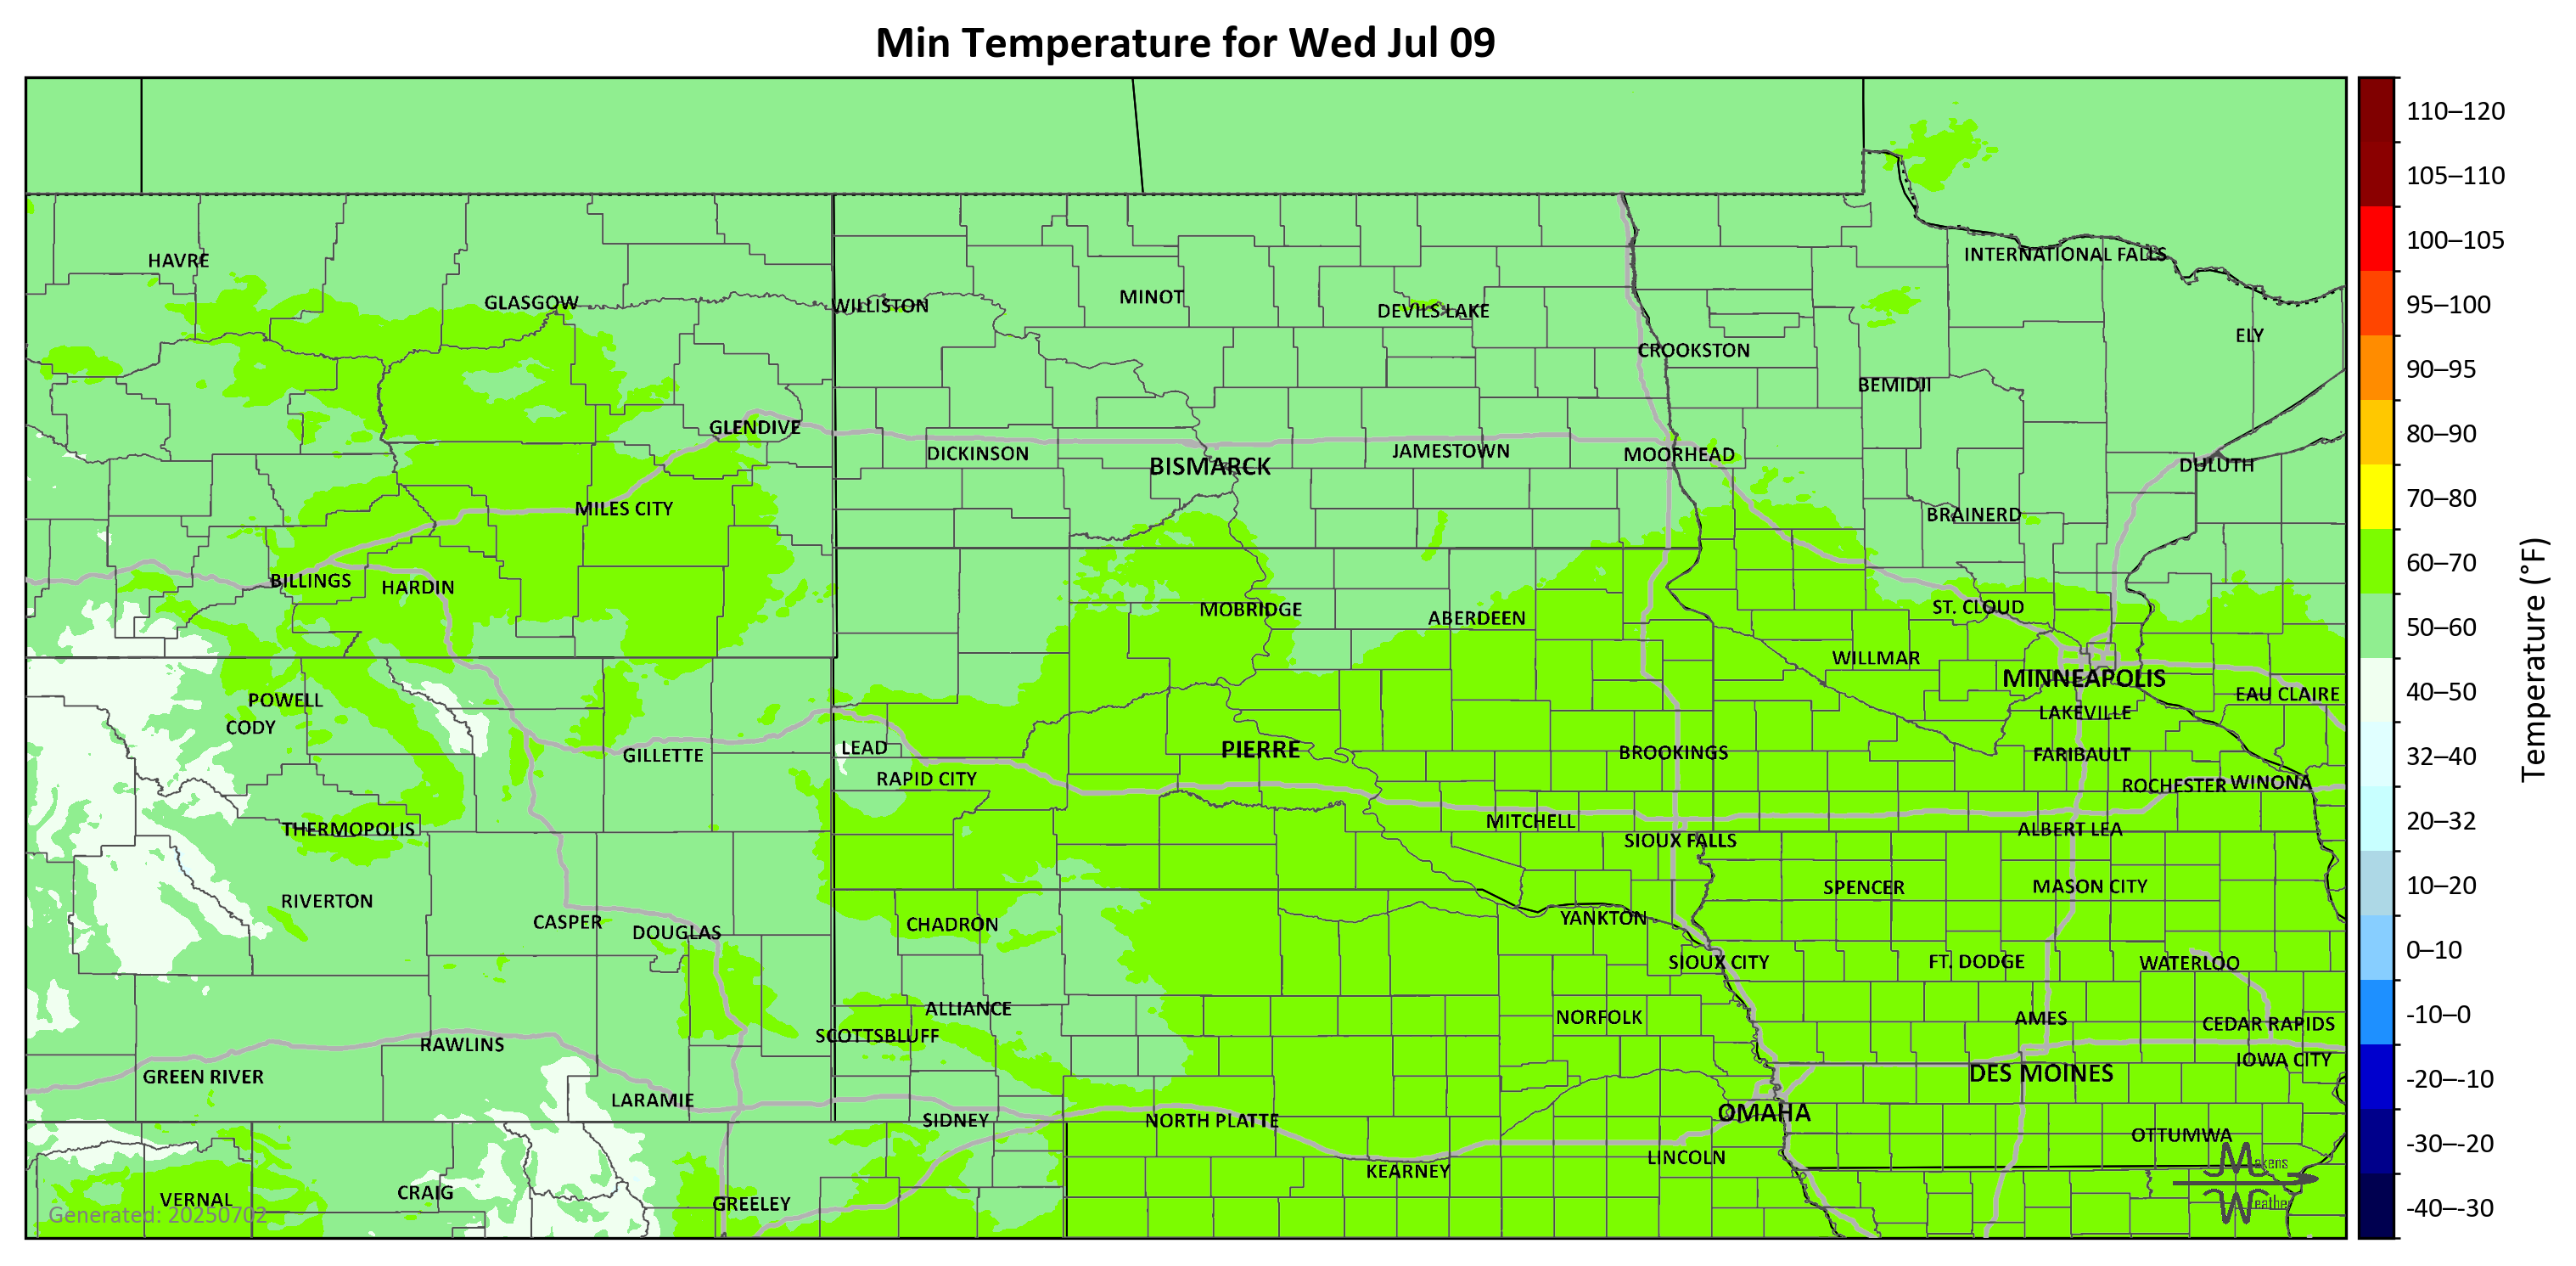 Min Temperature for Wed Jul 09
110–120
105–110
100–105
95–100
90–95
80–90
70–80
60–70
50–60
40–50
32–40
20–32
10–20
0–10
-10–0
-20–-10
-30–-20
-40–-30
Temperature (°F)
HAVRE
GLASGOW
WILLISTON
MINOT
DEVILS LAKE
INTERNATIONAL FALLS
ELY
CROOKSTON
BEMIDJI
GLENDIVE
DICKINSON
BISMARCK
JAMESTOWN
MOORHEAD
DULUTH
MILES CITY
BRAINERD
BILLINGS
HARDIN
MOBRIDGE
ABERDEEN
ST. CLOUD
WILLMAR
MINNEAPOLIS
EAU CLAIRE
LAKEVILLE
POWELL
CODY
GILLETTE
LEAD
RAPID CITY
PIERRE
BROOKINGS
FARIBAULT
ROCHESTER
WINONA
THERMOPOLIS
MITCHELL
SIOUX FALLS
ALBERT LEA
RIVERTON
CASPER
DOUGLAS
CHADRON
YANKTON
SPENCER
MASON CITY
SIOUX CITY
FT. DODGE
WATERLOO
ALLIANCE
SCOTTSBLUFF
NORFOLK
AMES
CEDAR RAPIDS
IOWA CITY
RAWLINS
GREEN RIVER
LARAMIE
SIDNEY
NORTH PLATTE
OMAHA
DES MOINES
OTTUMWA
KEARNEY
LINCOLN
VERNAL
CRAIG
GREELEY
Generated: 20250702
Makens
Weather